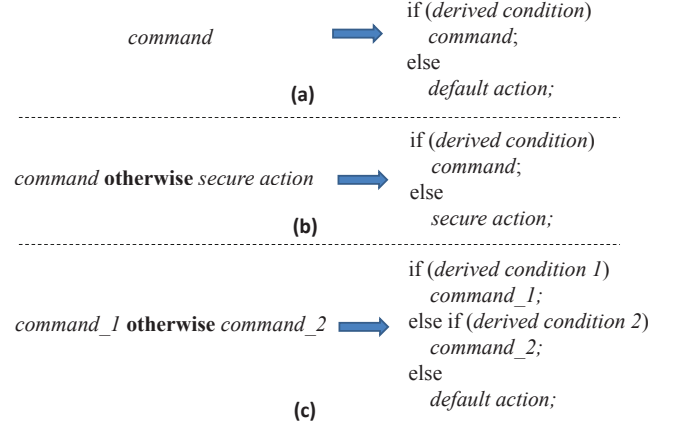 command
if (derived condition)
command;
else
default action;
(a)
command otherwise secure action
if (derived condition)
command;
else
secure action;
(b)
command_1 otherwise command_2
if (derived condition 1)
command_1;
else if (derived condition 2)
command_2;
else
default action;
(c)